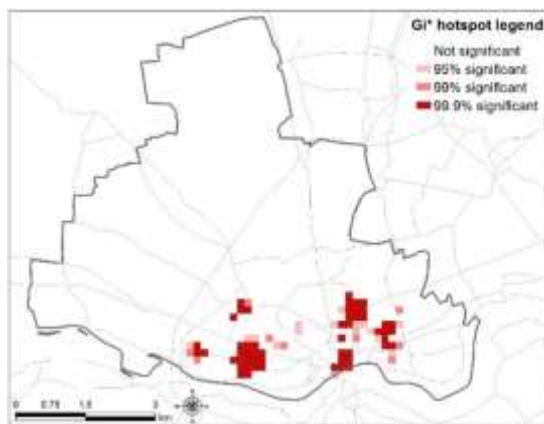 Gi* hotspot legend
Not significant
95% significant
99% significant
99.9% significant
0 0.75 1.5 3
km